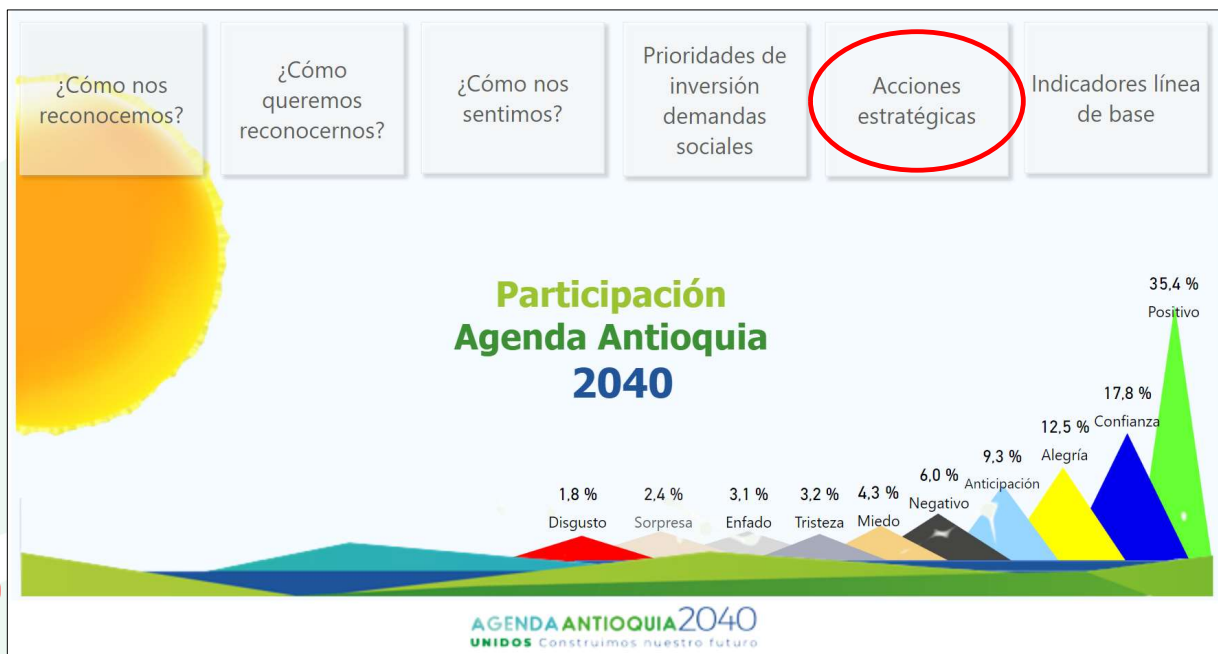 ¿Cómo nos
reconocemos?
¿Cómo
queremos
reconocernos?
¿Cómo nos
sentimos?
Prioridades de
inversión
demandas
sociales
Acciones
estratégicas
Indicadores línea
de base
Participación
Agenda Antioquia
2040
35,4 %
Positivo
17,8 %
Confianza
12,5 %
Alegría
9,3 %
Anticipación
6,0 %
Negativo
4,3 %
Miedo
3,2 %
Tristeza
3,1 %
Enfado
2,4 %
Sorpresa
1,8 %
Disgusto
AGENDA ANTIOQUIA 2040
UNIDOS Construimos nuestro futuro